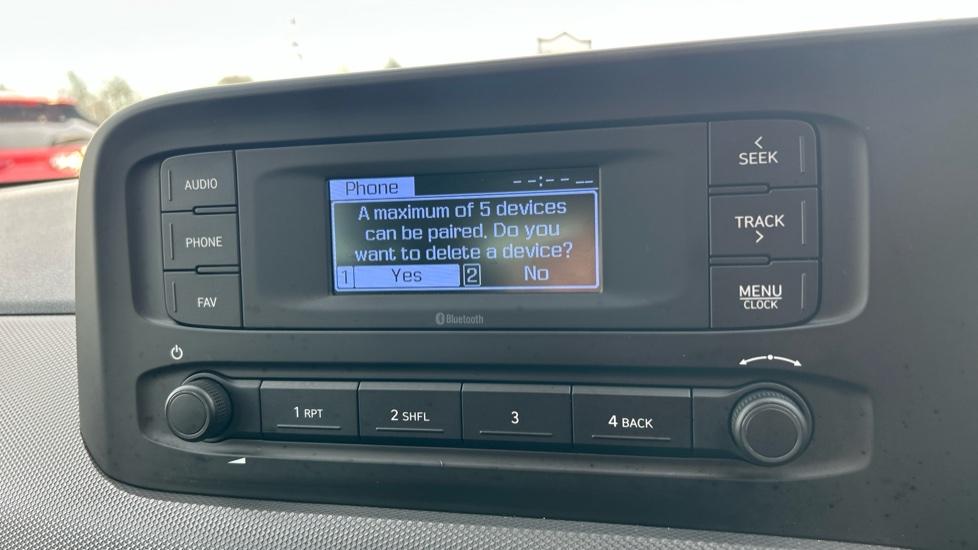 AUDIO
PHONE
FAV
Phone --:-- --
A maximum of 5 devices
can be paired. Do you
want to delete a device?
1 Yes 2 No
Bluetooth
< SEEK
TRACK >
MENU
CLOCK
1 RPT
2 SHFL
3
4 BACK